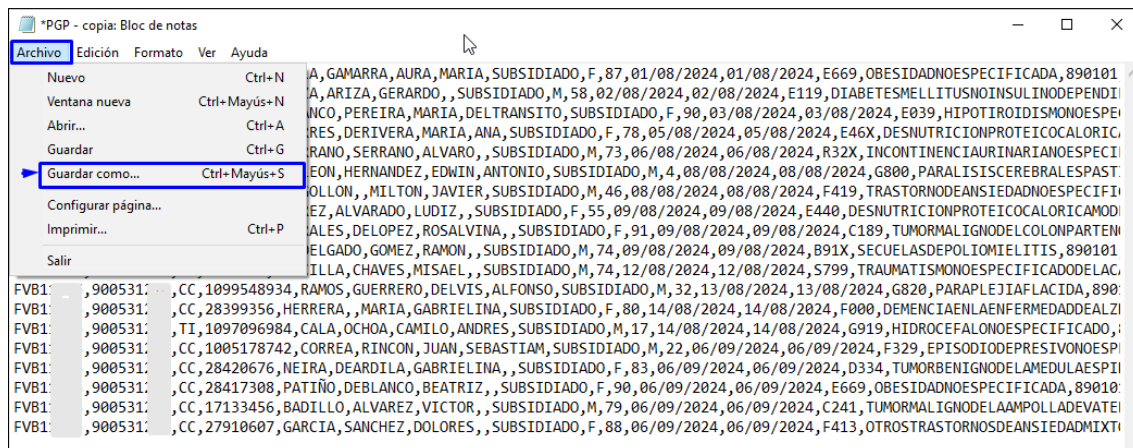 *PGP - copia: Bloc de notas
Archivo Edición Formato Ver Ayuda
Nuevo Ctrl+N
Ventana nueva Ctrl+Mayús+N
Abrir... Ctrl+A
Guardar Ctrl+G
Guardar como... Ctrl+Mayús+S
Configurar página...
Imprimir... Ctrl+P
Salir
A,GAMARRA,AURA,MARIA,SUBSIDIADO,F,87,01/08/2024,01/08/2024,E669,OBESIDADNOESPECIFICADA,890101
A,ARIZA,GERARDO,,SUBSIDIADO,M,58,02/08/2024,02/08/2024,E119,DIABETESMELLITUSNOINSULINODEPENDI
NCO,PEREIRA,MARIA,DELTRANSITO,SUBSIDIADO,F,90,03/08/2024,03/08/2024,E039,HIPOTIROIDISMONOESPE
RES,DERIVERA,MARIA,ANA,SUBSIDIADO,F,78,05/08/2024,05/08/2024,E46X,DESNUTRICIONPROTEICOCALORIC
RANO,SERRANO,ALVARO,,SUBSIDIADO,M,73,06/08/2024,06/08/2024,R32X,INCONTINENCIAURINARIANOESPECI
EON,HERNANDEZ,EDWIN,ANTONIO,SUBSIDIADO,M,4,08/08/2024,08/08/2024,G800,PARALISISCEREBRALESPAST
OLLON,,MILTON,JAVIER,SUBSIDIADO,M,46,08/08/2024,08/08/2024,F419,TRASTORNODEANSIEDADNOESPECIFI
EZ,ALVARADO,LUDIZ,,SUBSIDIADO,F,55,09/08/2024,09/08/2024,E440,DESNUTRICIONPROTEICOCALORICAMOD
ALES,DELOPEZ,ROSALVINA,,SUBSIDIADO,F,91,09/08/2024,09/08/2024,C189,TUMORMALIGNODELCOLONPARTEN
DELGADO,GOMEZ,RAMON,,SUBSIDIADO,M,74,09/08/2024,09/08/2024,B91X,SECUELASDEPOLIOMIELITIS,890101
ILLA,CHAVES,MISAEL,,SUBSIDIADO,M,74,12/08/2024,12/08/2024,S799,TRAUMATISMONOESPECIFICADODELAC
FVB1 ,900531 ,CC,1099548934,RAMOS,GUERRERO,DELVIS,ALFONSO,SUBSIDIADO,M,32,13/08/2024,13/08/2024,G820,PARAPLEJIAFLACIDA,890
FVB1 ,900531 ,CC,28399356,HERRERA,,MARIA,GABRIELINA,SUBSIDIADO,F,80,14/08/2024,14/08/2024,F000,DEMENCIAENLAENFERMEDADDEALZ
FVB1 ,900531 ,TI,1097096984,CALA,OCHOA,CAMILO,ANDRES,SUBSIDIADO,M,17,14/08/2024,14/08/2024,G919,HIDROCEFALONOESPECIFICADO,
FVB1 ,900531 ,CC,1005178742,CORREA,RINCON,JUAN,SEBASTIAM,SUBSIDIADO,M,22,06/09/2024,06/09/2024,F329,EPISODIODEPRESIVONOESP
FVB1 ,900531 ,CC,28420676,NEIRA,DEARDILA,GABRIELINA,,SUBSIDIADO,F,83,06/09/2024,06/09/2024,D334,TUMORBENIGNODELAMEDULAESPI
FVB1 ,900531 ,CC,28417308,PATIÑO,DEBLANCO,BEATRIZ,,SUBSIDIADO,F,90,06/09/2024,06/09/2024,E669,OBESIDADNOESPECIFICADA,89010
FVB1 ,900531 ,CC,17133456,BADILLO,ALVAREZ,VICTOR,,SUBSIDIADO,M,79,06/09/2024,06/09/2024,C241,TUMORMALIGNODELAAMPOLLADEVATE
FVB1 ,900531 ,CC,27910607,GARCIA,SANCHEZ,DOLORES,,SUBSIDIADO,F,88,06/09/2024,06/09/2024,F413,OTROSTRASTORNOSDEANSIEDADMIXT